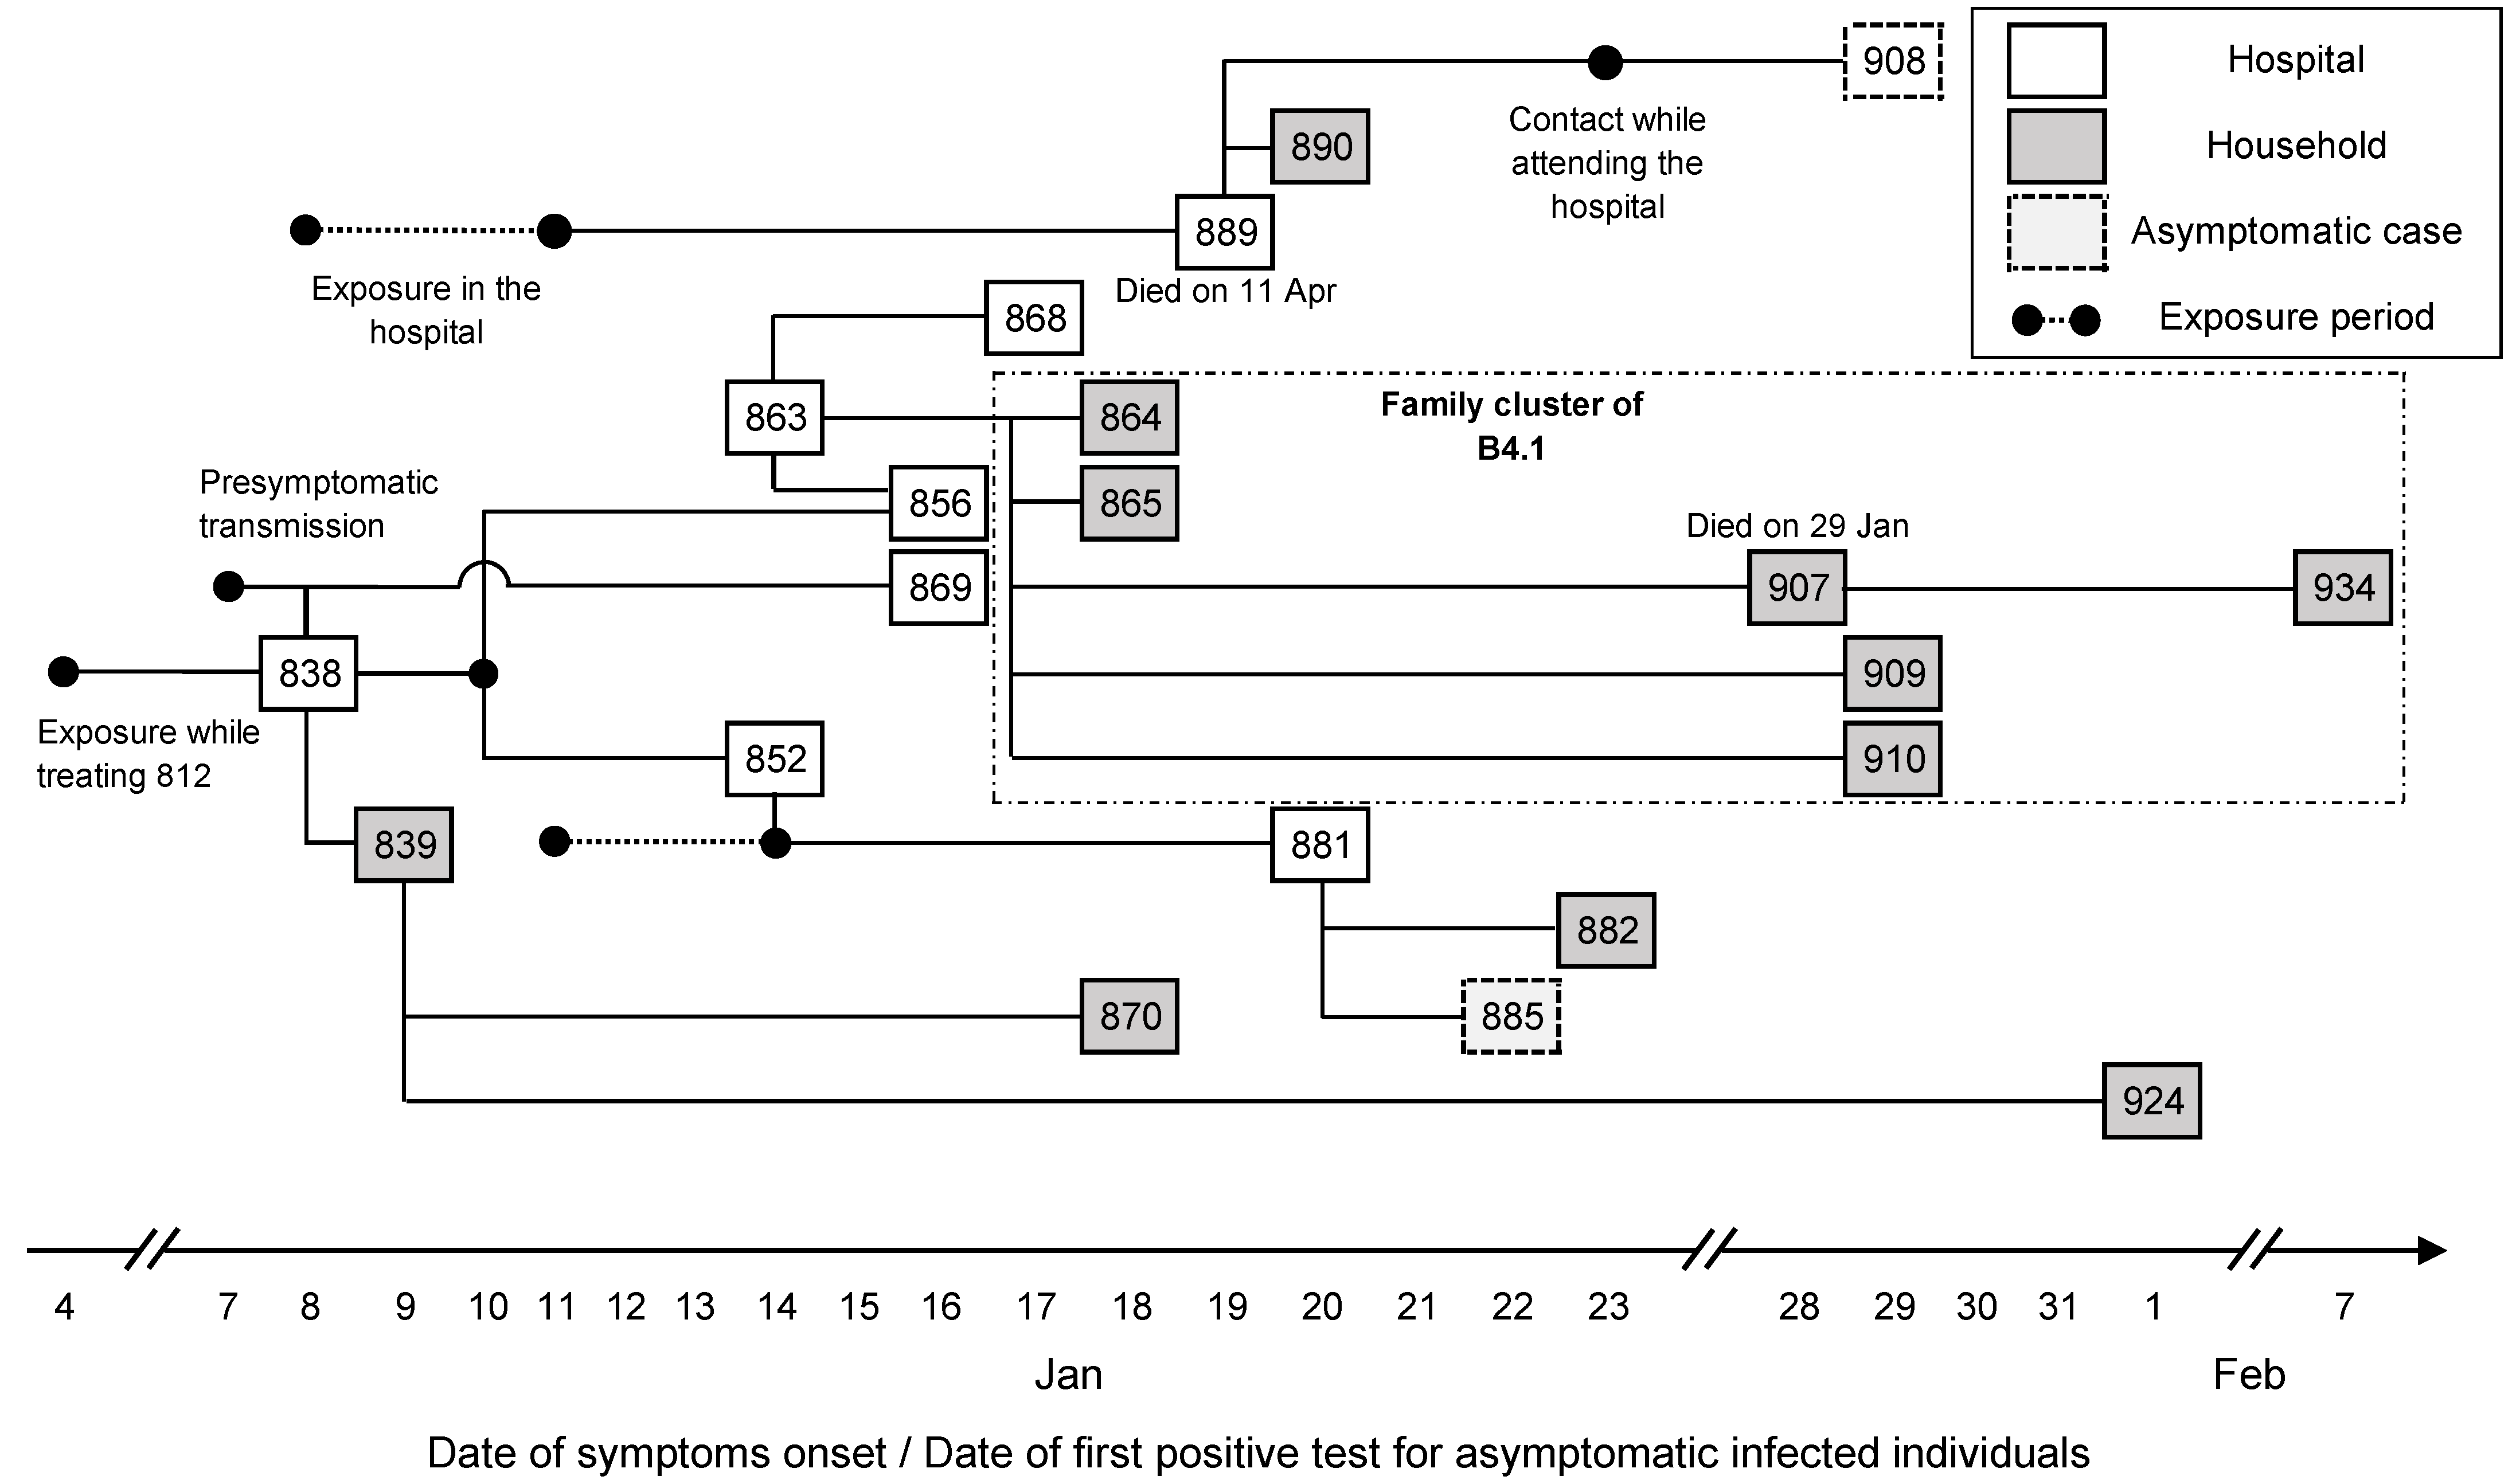 908
Hospital
890
Household
Contact while
attending the
hospital
889
Asymptomatic case
Exposure in the
hospital
Died on 11 Apr
868
Exposure period
863
864
Family cluster of
B4.1
856
865
Presymptomatic
transmission
Died on 29 Jan
869
907
934
838
909
Exposure while
treating 812
852
910
839
881
882
870
885
924
4 7 8 9 10 11 12 13 14 15 16 17 18 19 20 21 22 23 28 29 30 31 1 7
Jan Feb
Date of symptoms onset / Date of first positive test for asymptomatic infected individuals